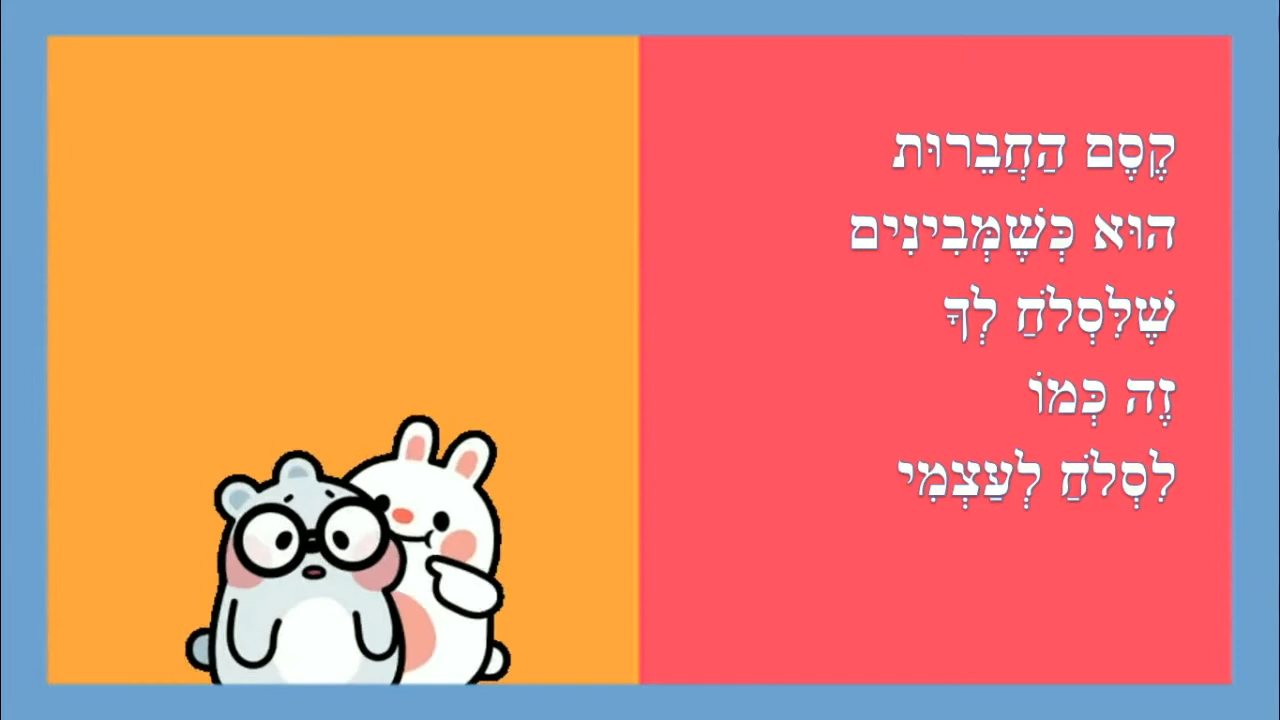 קֶסֶם הַחֲבֵרוּת
הוּא כְּשֶׁמְּבִינִים
שֶׁלִּסְלֹחַ לְךָ
זֶה כְּמוֹ
לִסְלֹחַ לְעַצְמִי